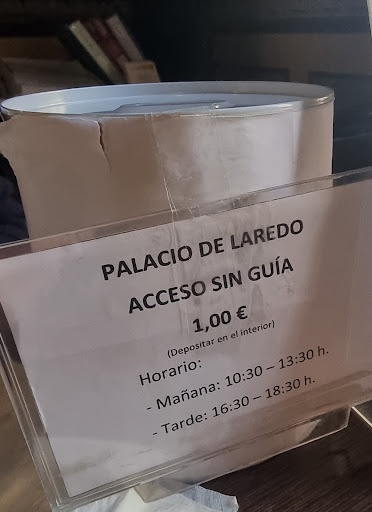 PALACIO DE LAREDO
ACCESO SIN GUÍA
1,00 €
(Depositar en el interior)
Horario:
- Mañana: 10:30 – 13:30 h.
- Tarde: 16:30 – 18:30 h.